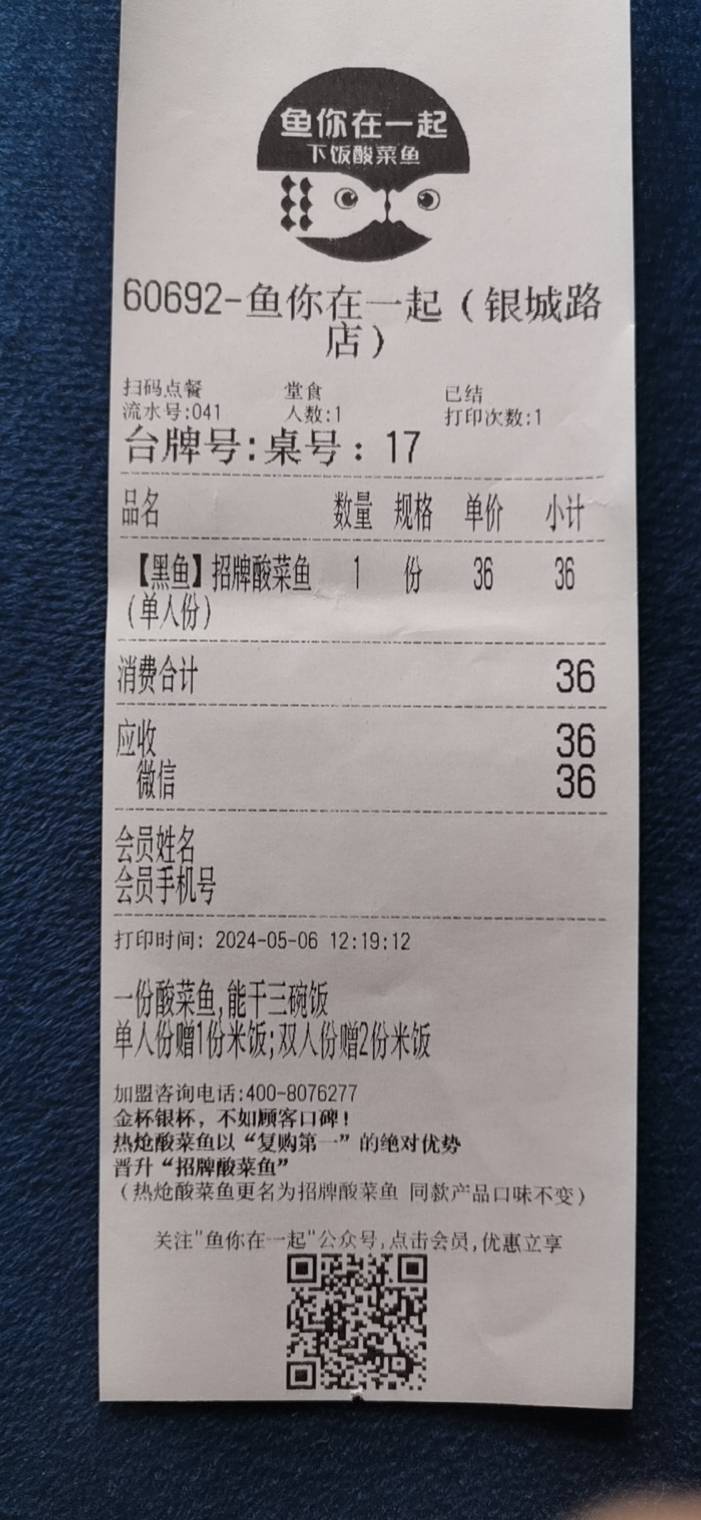 鱼你在一起
下饭酸菜鱼
60692-鱼你在一起（银城路
店）
扫码点餐 堂食 已结
流水号:041 人数:1 打印次数:1
台牌号:桌号：17
品名 数量 规格 单价 小计
【黑鱼】招牌酸菜鱼 1 份 36 36
（单人份）
消费合计 36
应收 36
微信 36
会员姓名
会员手机号
打印时间: 2024-05-06 12:19:12
一份酸菜鱼,能干三碗饭
单人份赠1份米饭;双人份赠2份米饭
加盟咨询电话:400-8076277
金杯银杯，不如顾客口碑！
热炝酸菜鱼以“复购第一”的绝对优势
晋升“招牌酸菜鱼”
（热炝酸菜鱼更名为招牌酸菜鱼 同款产品口味不变）
关注"鱼你在一起"公众号,点击会员,优惠立享